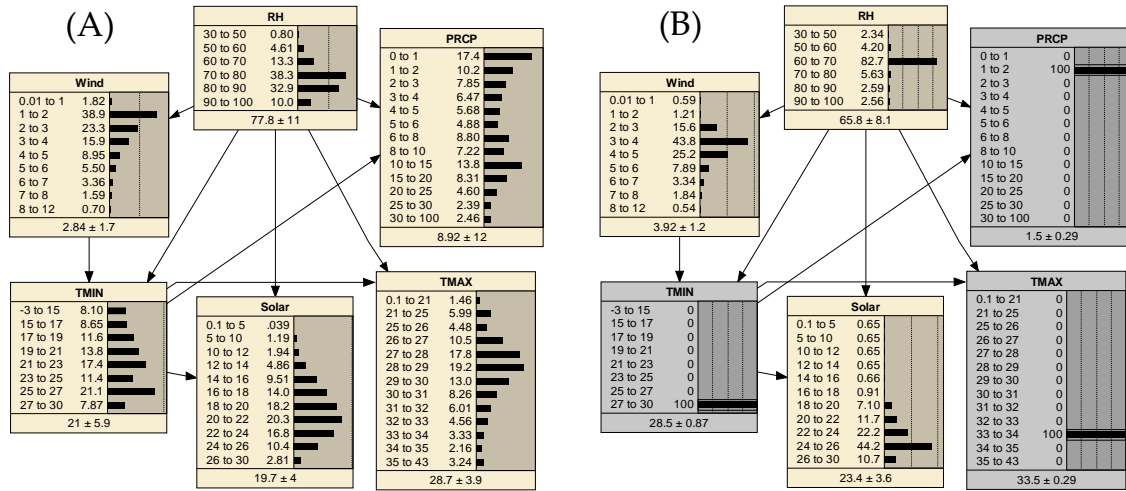 (A)
RH
30 to 50 0.80
50 to 60 4.61
60 to 70 13.3
70 to 80 38.3
80 to 90 32.9
90 to 100 10.0
77.8 ± 11
PRCP
0 to 1 17.4
1 to 2 10.2
2 to 3 7.85
3 to 4 6.47
4 to 5 5.68
5 to 6 4.88
6 to 8 8.80
8 to 10 7.22
10 to 15 13.8
15 to 20 8.31
20 to 25 4.60
25 to 30 2.39
30 to 100 2.46
8.92 ± 12
Wind
0.01 to 1 1.82
1 to 2 38.9
2 to 3 23.3
3 to 4 15.9
4 to 5 8.95
5 to 6 5.50
6 to 7 3.36
7 to 8 1.59
8 to 12 0.70
2.84 ± 1.7
TMIN
-3 to 15 8.10
15 to 17 8.65
17 to 19 11.6
19 to 21 13.8
21 to 23 17.4
23 to 25 11.4
25 to 27 21.1
27 to 30 7.87
21 ± 5.9
Solar
0.1 to 5 .039
5 to 10 1.19
10 to 12 1.94
12 to 14 4.86
14 to 16 9.51
16 to 18 14.0
18 to 20 18.2
20 to 22 20.3
22 to 24 16.8
24 to 26 10.4
26 to 30 2.81
19.7 ± 4
TMAX
0.1 to 21 1.46
21 to 25 5.99
25 to 26 4.48
26 to 27 10.5
27 to 28 17.8
28 to 29 19.2
29 to 30 13.0
30 to 31 8.26
31 to 32 6.01
32 to 33 4.56
33 to 34 3.33
34 to 35 2.16
35 to 43 3.24
28.7 ± 3.9
(B)
RH
30 to 50 2.34
50 to 60 4.20
60 to 70 82.7
70 to 80 5.63
80 to 90 2.59
90 to 100 2.56
65.8 ± 8.1
PRCP
0 to 1 0
1 to 2 100
2 to 3 0
3 to 4 0
4 to 5 0
5 to 6 0
6 to 8 0
8 to 10 0
10 to 15 0
15 to 20 0
20 to 25 0
25 to 30 0
30 to 100 0
1.5 ± 0.29
Wind
0.01 to 1 0.59
1 to 2 1.21
2 to 3 15.6
3 to 4 43.8
4 to 5 25.2
5 to 6 7.89
6 to 7 3.34
7 to 8 1.84
8 to 12 0.54
3.92 ± 1.2
TMIN
-3 to 15 0
15 to 17 0
17 to 19 0
19 to 21 0
21 to 23 0
23 to 25 0
25 to 27 0
27 to 30 100
28.5 ± 0.87
Solar
0.1 to 5 0.65
5 to 10 0.65
10 to 12 0.65
12 to 14 0.65
14 to 16 0.66
16 to 18 0.91
18 to 20 7.10
20 to 22 11.7
22 to 24 22.2
24 to 26 44.2
26 to 30 10.7
23.4 ± 3.6
TMAX
0.1 to 21 0
21 to 25 0
25 to 26 0
26 to 27 0
27 to 28 0
28 to 29 0
29 to 30 0
30 to 31 0
31 to 32 0
32 to 33 0
33 to 34 100
34 to 35 0
35 to 43 0
33.5 ± 0.29